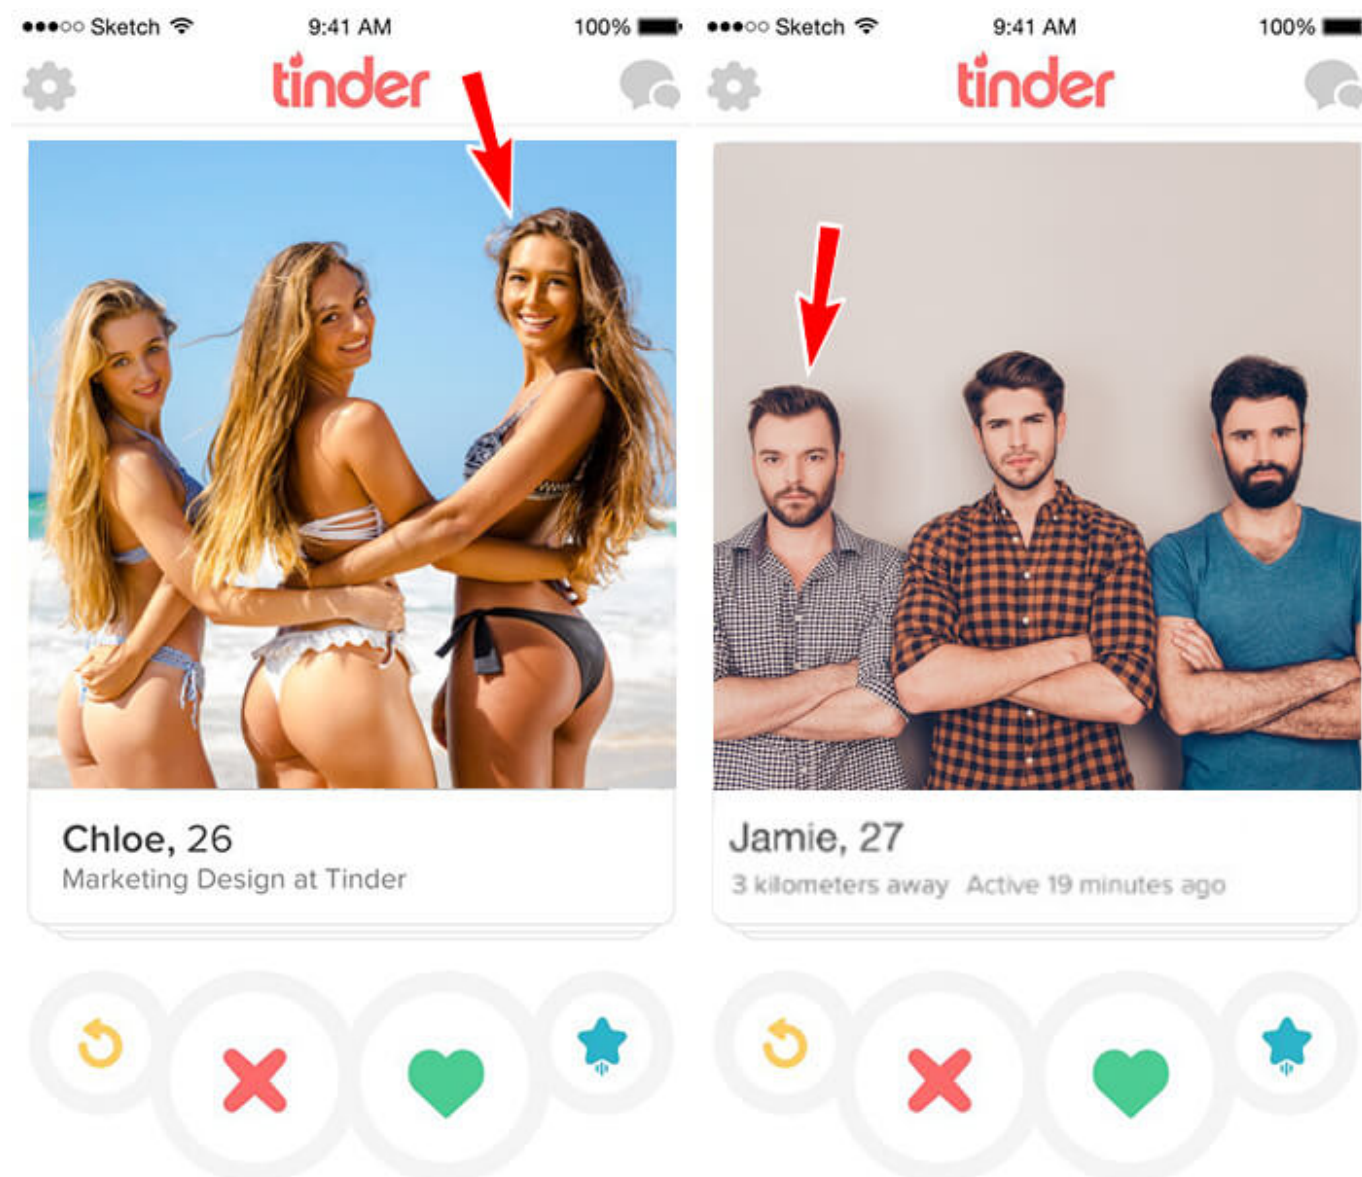 Sketch 9:41 AM 100%
tinder
Chloe, 26
Marketing Design at Tinder
Sketch 9:41 AM 100%
tinder
Jamie, 27
3 kilometers away Active 19 minutes ago